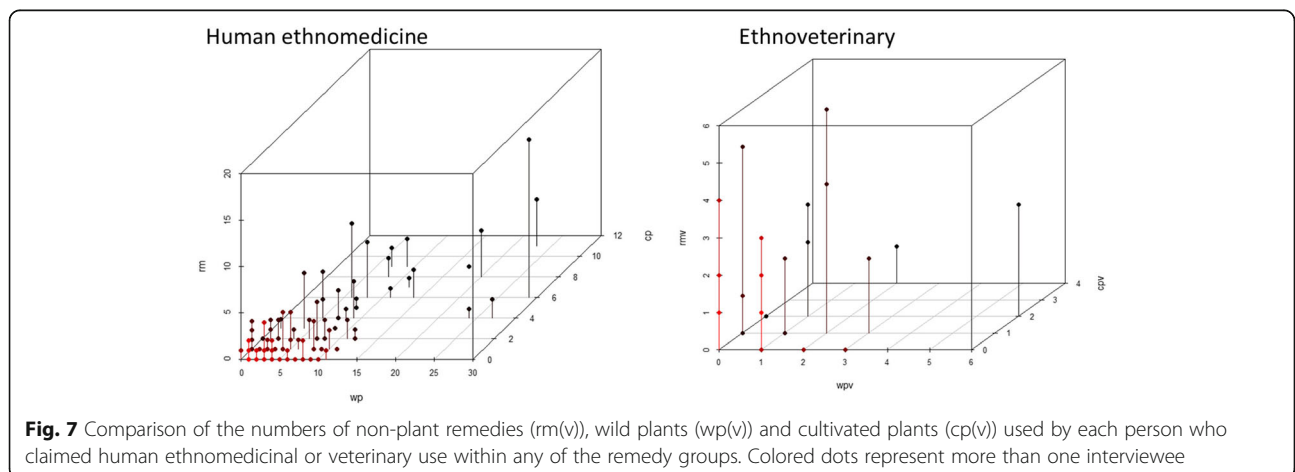 Human ethnomedicine
Ethnoveterinary
rm
20
15
10
5
0
0 5 10 15 20 25 30
wp
0
2
4
6
8
10
12
cp
rmv
6
5
4
3
2
1
0
0 1 2 3 4 5 6
wpv
0
1
2
3
4
cpv
Fig. 7 Comparison of the numbers of non-plant remedies (rm(v)), wild plants (wp(v)) and cultivated plants (cp(v)) used by each person who
claimed human ethnomedicinal or veterinary use within any of the remedy groups. Colored dots represent more than one interviewee